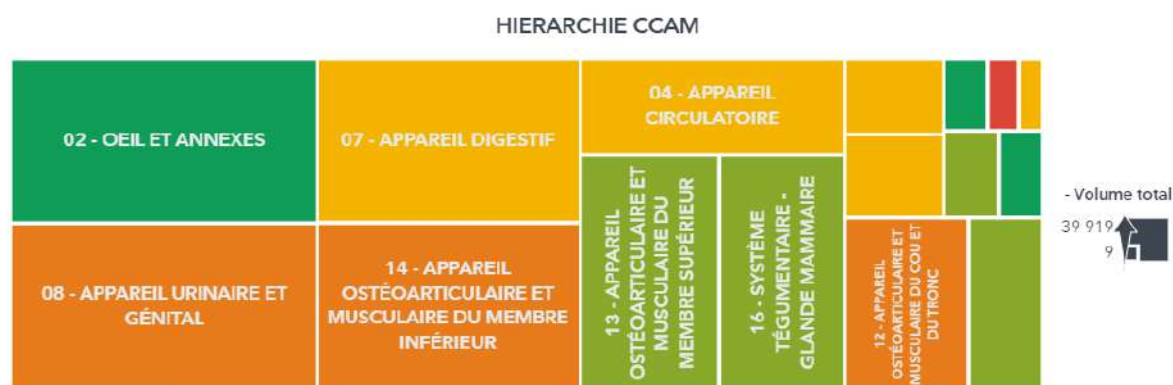 HIERARCHIE CCAM
02 - OEIL ET ANNEXES
07 - APPAREIL DIGESTIF
04 - APPAREIL
CIRCULATOIRE
08 - APPAREIL URINAIRE ET
GÉNITAL
14 - APPAREIL
OSTÉOARTICULAIRE ET
MUSCULAIRE DU MEMBRE
INFÉRIEUR
13 - APPAREIL
OSTÉOARTICULAIRE ET
MUSCULAIRE DU
MEMBRE SUPÉRIEUR
16 - SYSTÈME
TÉGUMENTAIRE -
GLANDE MAMMAIRE
12 - APPAREIL
OSTÉOARTICULAIRE ET
MUSCULAIRE DU COU ET
DU TRONC
- Volume total
39 919
9